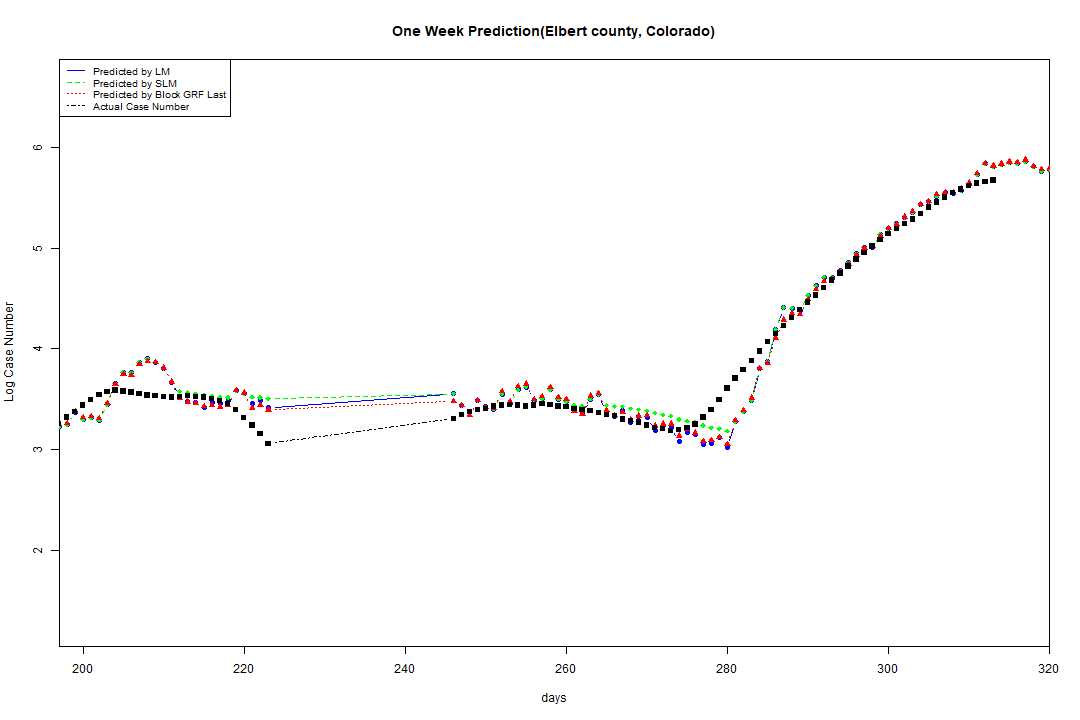 One Week Prediction(Elbert county, Colorado)
Predicted by LM
Predicted by SLM
Predicted by Block GRF Last
Actual Case Number
6
5
4
3
2
Log Case Number
200 220 240 260 280 300 320
days